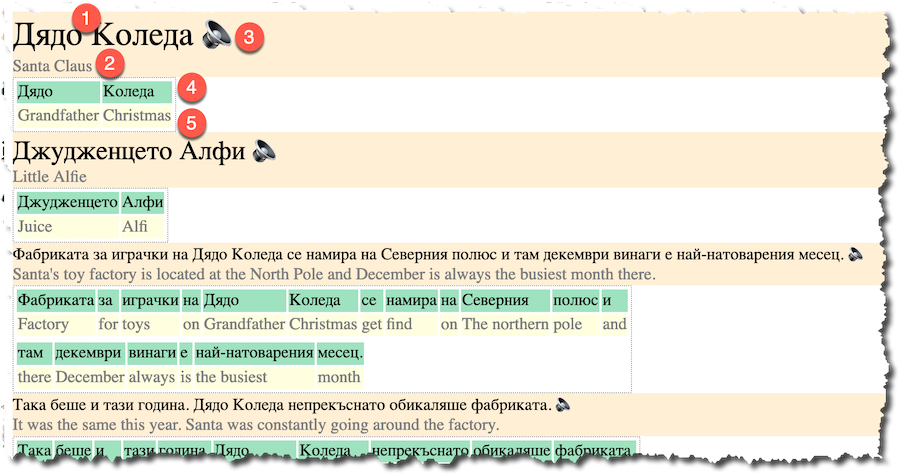 1
Дядо Коледа 3
Santa Claus 2
Дядо Коледа 4
Grandfather Christmas 5
Джудженцето Алфи
Little Alfie
Джудженцето Алфи
Juice Alfi
Фабриката за играчки на Дядо Коледа се намира на Северния полюс и там декември винаги е най-натоварения месец.
Santa's toy factory is located at the North Pole and December is always the busiest month there.
Фабриката за играчки на Дядо Коледа се намира на Северния полюс и
Factory for toys on Grandfather Christmas get find on The northern pole and
там декември винаги е най-натоварения месец.
there December always is the busiest month
Така беше и тази година. Дядо Коледа непрекъснато обикаляше фабриката.
It was the same this year. Santa was constantly going around the factory.
Така беше и тази година. Дядо Коледа непрекъснато обикаляше фабриката.